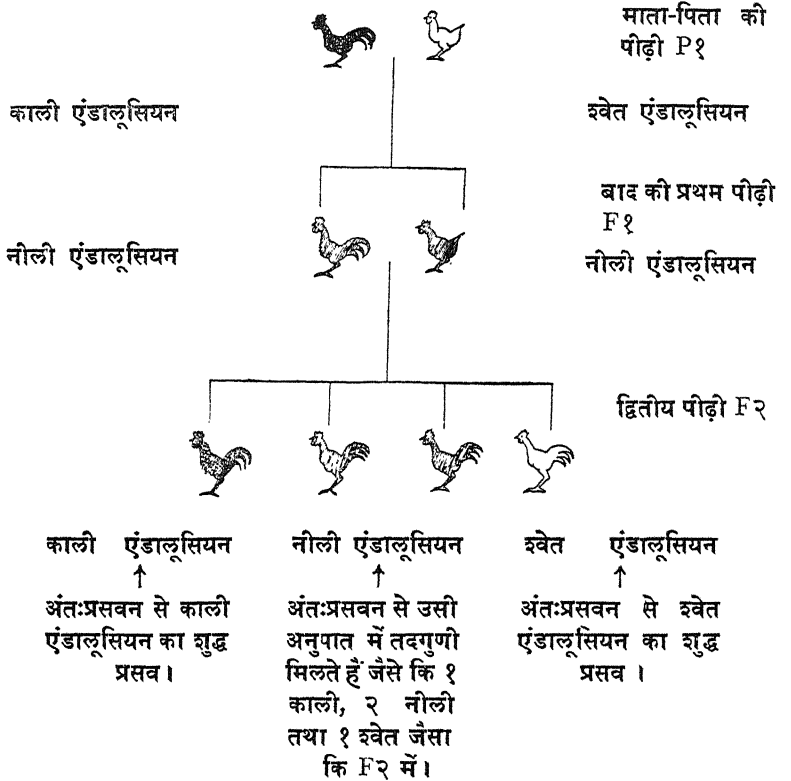 माता-पिता की
पीढ़ी P१
काली एंडालूसियन
श्वेत एंडालूसियन
बाद की प्रथम पीढ़ी
F१
नीली एंडालूसियन
नीली एंडालूसियन
द्वितीय पीढ़ी F२
काली एंडालूसियन
↑
अंतःप्रसवन से काली
एंडालूसियन का शुद्ध
प्रसव।
नीली एंडालूसियन
↑
अंतःप्रसवन से उसी
अनुपात में तदगुणी
मिलते हैं जैसे कि १
काली, २ नीली
तथा १ श्वेत जैसा
कि F२ में।
श्वेत एंडालूसियन
↑
अंतःप्रसवन से श्वेत
एंडालूसियन का शुद्ध
प्रसव ।